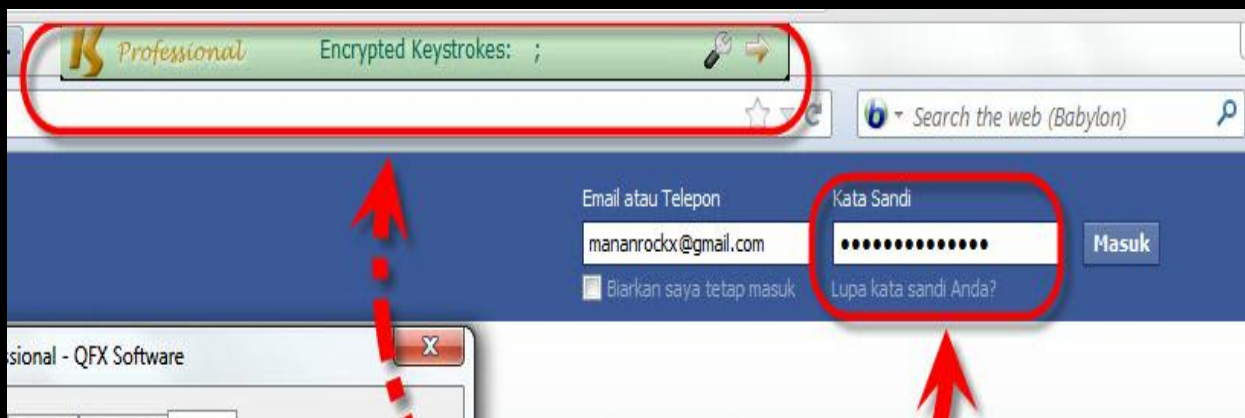 KS Professional Encrypted Keystrokes: ;
Search the web (Babylon)
Email atau Telepon
Kata Sandi
mananrockx@gmail.com
••••••••••••••
Masuk
Biarkan saya tetap masuk
Lupa kata sandi Anda?
ssional - QFX Software
X